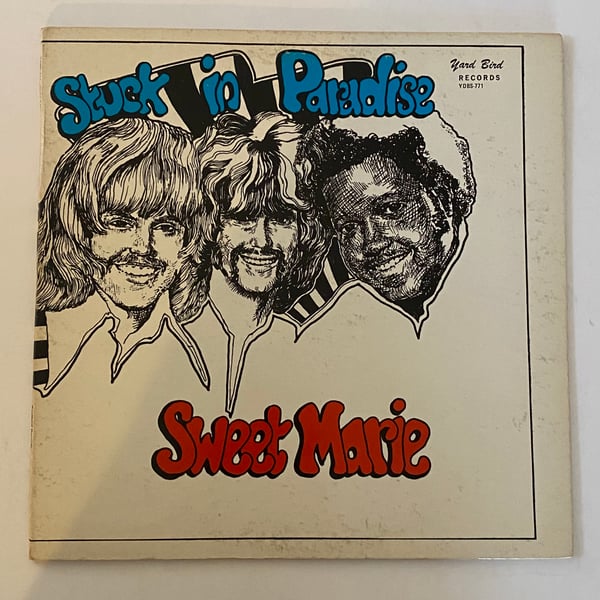 Stuck in Paradise
Yard Bird
RECORDS
YDBS-771
Sweet Marie